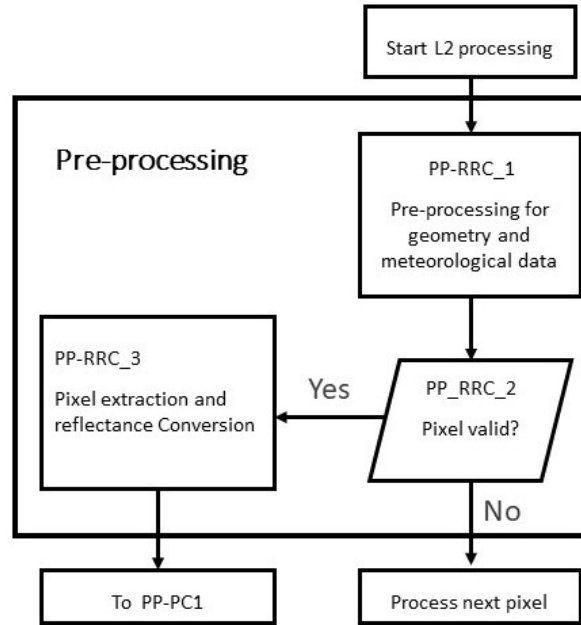 Start L2 processing
Pre-processing
PP-RRC_1
Pre-processing for
geometry and
meteorological data
PP-RRC_3
Pixel extraction and
reflectance Conversion
Yes
PP_RRC_2
Pixel valid?
No
To PP-PC1
Process next pixel